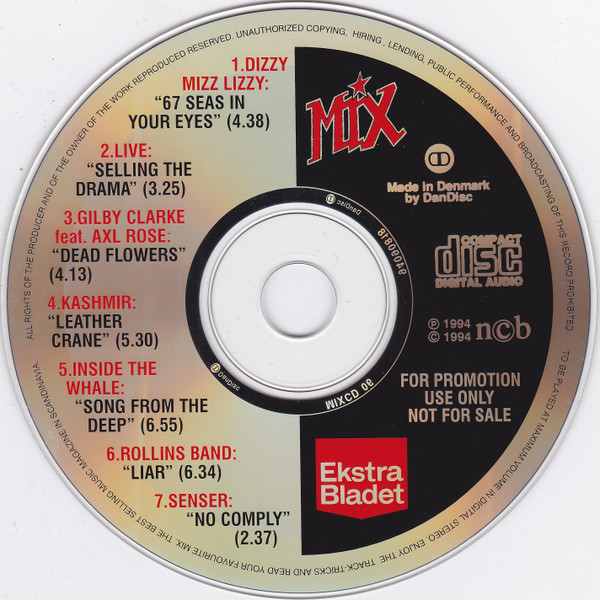 1.DIZZY
MIZZ LIZZY:
“67 SEAS IN
YOUR EYES” (4.38)
2.LIVE:
“SELLING THE
DRAMA” (3.25)
3.GILBY CLARKE
feat. AXL ROSE:
“DEAD FLOWERS”
(4.13)
4.KASHMIR:
“LEATHER
CRANE” (5.30)
5.INSIDE THE
WHALE:
“SONG FROM THE
DEEP” (6.55)
6.ROLLINS BAND:
“LIAR” (6.34)
7.SENSER:
“NO COMPLY”
(2.37)
MIX
Made in Denmark
by DanDisc
COMPACT
disc
DIGITAL AUDIO
℗ 1994
© 1994 ncb
FOR PROMOTION
USE ONLY
NOT FOR SALE
Ekstra
Bladet
ALL RIGHTS OF THE PRODUCER AND OF THE OWNER OF THE WORK REPRODUCED RESERVED. UNAUTHORIZED COPYING, HIRING, LENDING, PUBLIC PERFORMANCE AND BROADCASTING OF THIS RECORD PROHIBITED
TO BE PLAYED AT MAXIMUM VOLUME IN DIGITAL STEREO. ENJOY THE TRACK-TRICKS AND READ YOUR FAVOURITE MIX. THE BEST SELLING MUSIC MAGAZINE IN SCANDINAVIA
DanDisc
MIXCD 06
DanDisc